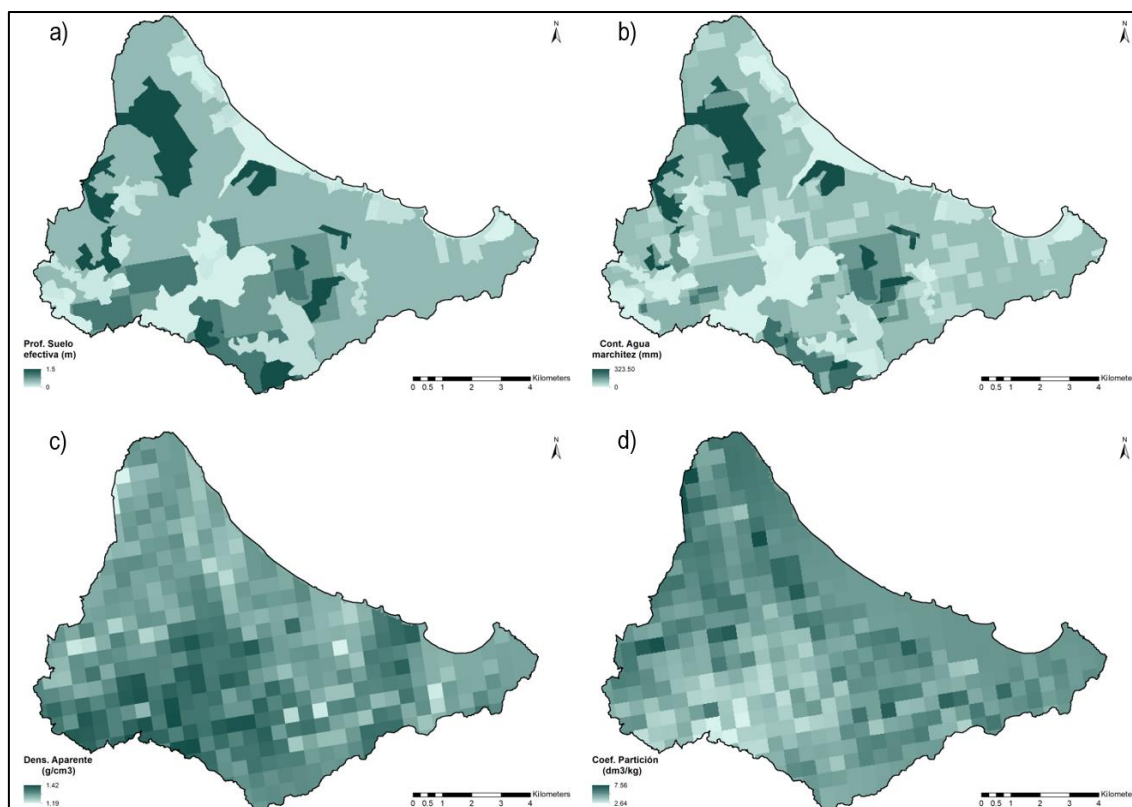 a)
N
Prof. Suelo
efectiva (m)
1.5
0
Kilometers
0 0.5 1 2 3 4
b)
N
Cont. Agua
marchitez (mm)
323.50
0
Kilomete
0 0.5 1 2 3 4
c)
N
Dens. Aparente
(g/cm3)
1.42
1.19
Kilometers
0 0.5 1 2 3 4
d)
N
Coef. Partición
(dm3/kg)
7.56
2.64
Kilomete
0 0.5 1 2 3 4